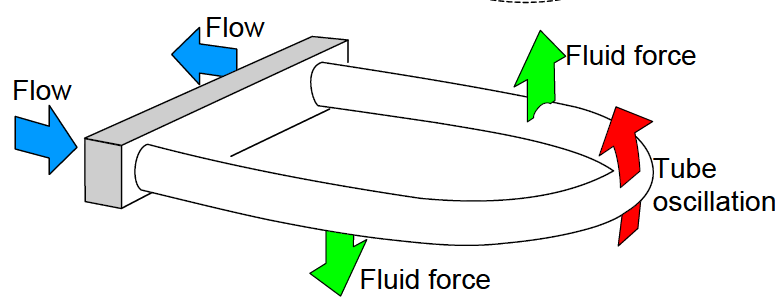 Flow
Fluid force
Flow
Tube
oscillation
Fluid force